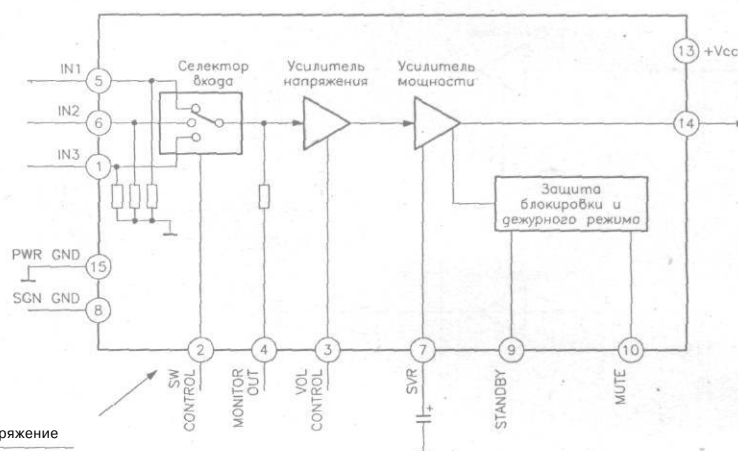 Селектор
входа
Усилитель
напряжения
Усилитель
мощности
13 +Vcc
IN1
5
IN2
6
14
IN3
1
Защита
блокировки и
дежурного режима
PWR GND
15
SGN GND
8
2
4
3
7
9
10
SW
CONTROL
MONITOR
OUT
VOL
CONTROL
SVR
+
STANDBY
MUTE
ряжение